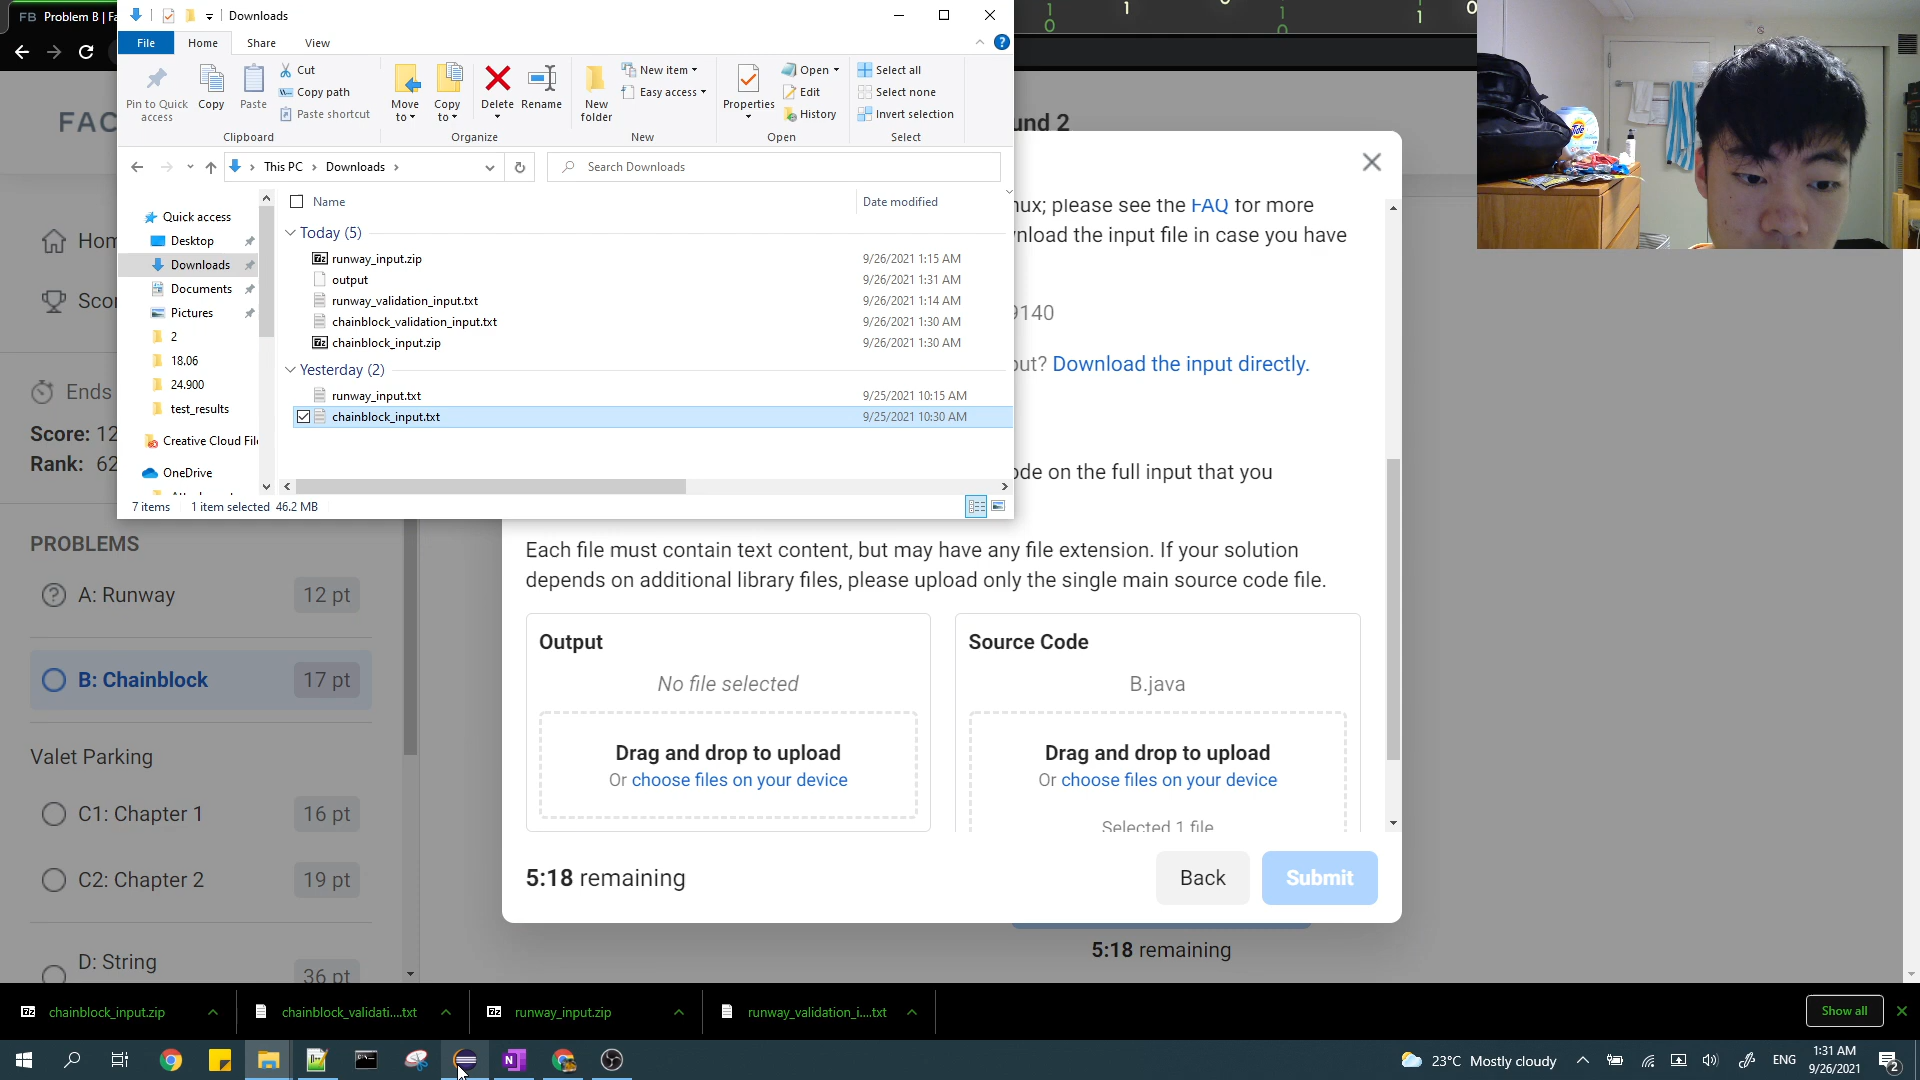 FB Problem B | Fa
Downloads
File Home Share View
Pin to Quick access
Copy
Paste
Cut
Copy path
Paste shortcut
Move to
Copy to
Delete
Rename
New folder
New item
Easy access
Properties
Open
Edit
History
Select all
Select none
Invert selection
Clipboard Organize New Open Select
This PC Downloads
Search Downloads
Name Date modified
Quick access
Desktop
Downloads
Documents
Pictures
2
18.06
24.900
test_results
Creative Cloud File
OneDrive
Today (5)
runway_input.zip 9/26/2021 1:15 AM
output 9/26/2021 1:31 AM
runway_validation_input.txt 9/26/2021 1:14 AM
chainblock_validation_input.txt 9/26/2021 1:30 AM
chainblock_input.zip 9/26/2021 1:30 AM
Yesterday (2)
runway_input.txt 9/25/2021 10:15 AM
chainblock_input.txt 9/25/2021 10:30 AM
7 items 1 item selected 46.2 MB
FAC
Hom
Scor
Ends
Score: 12
Rank: 62
PROBLEMS
A: Runway 12 pt
B: Chainblock 17 pt
Valet Parking
C1: Chapter 1 16 pt
C2: Chapter 2 19 pt
D: String 36 pt
und 2
nux; please see the FAQ for more
nload the input file in case you have
9140
out? Download the input directly.
ode on the full input that you
Each file must contain text content, but may have any file extension. If your solution
depends on additional library files, please upload only the single main source code file.
Output
No file selected
Drag and drop to upload
Or choose files on your device
Source Code
B.java
Drag and drop to upload
Or choose files on your device
Selected 1 file
5:18 remaining
Back
Submit
5:18 remaining
Tide
chainblock_input.zip
chainblock_validati....txt
runway_input.zip
runway_validation_i....txt
Show all
23°C Mostly cloudy
ENG
1:31 AM
9/26/2021
2